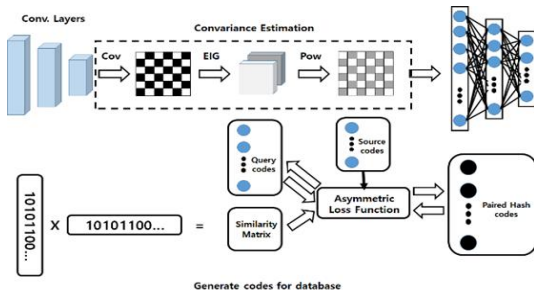 Conv. Layers
Convariance Estimation
Cov
EIG
Pow
Query
codes
Source
codes
Asymmetric
Loss Function
Paired Hash
codes
10101100...
X
10101100...
=
Similarity
Matrix
Generate codes for database